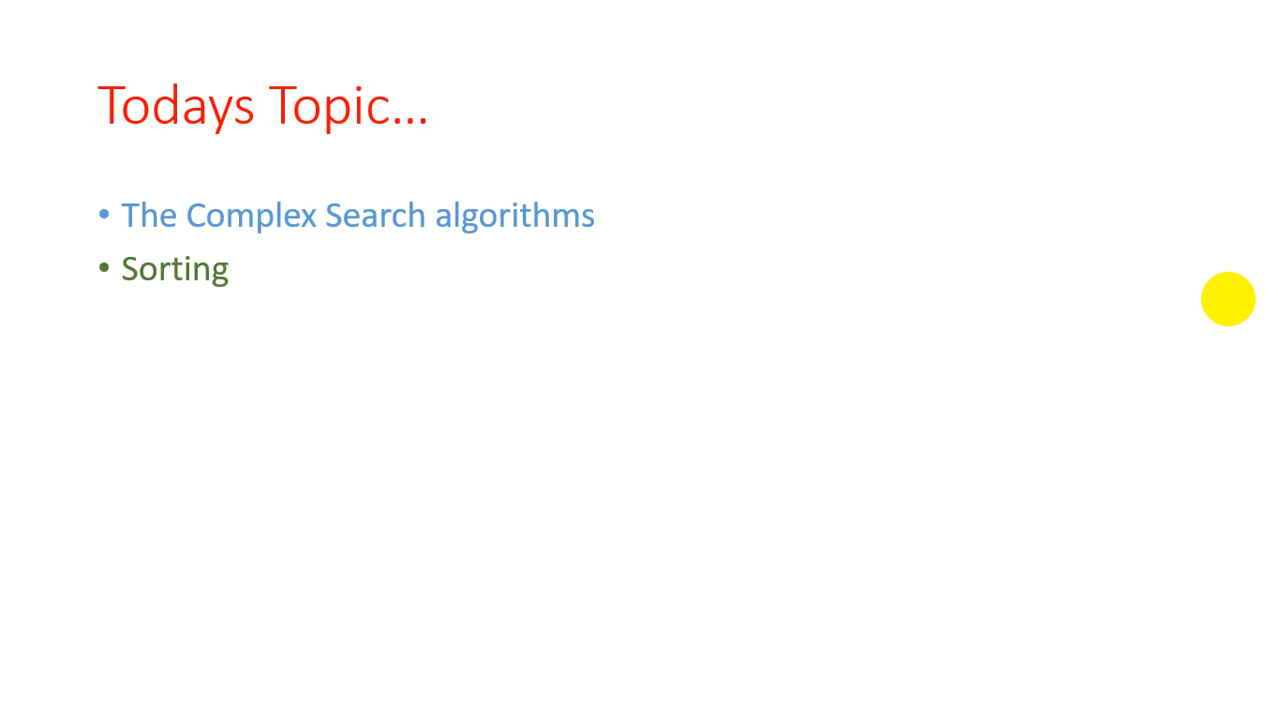 Todays Topic...
• The Complex Search algorithms
• Sorting